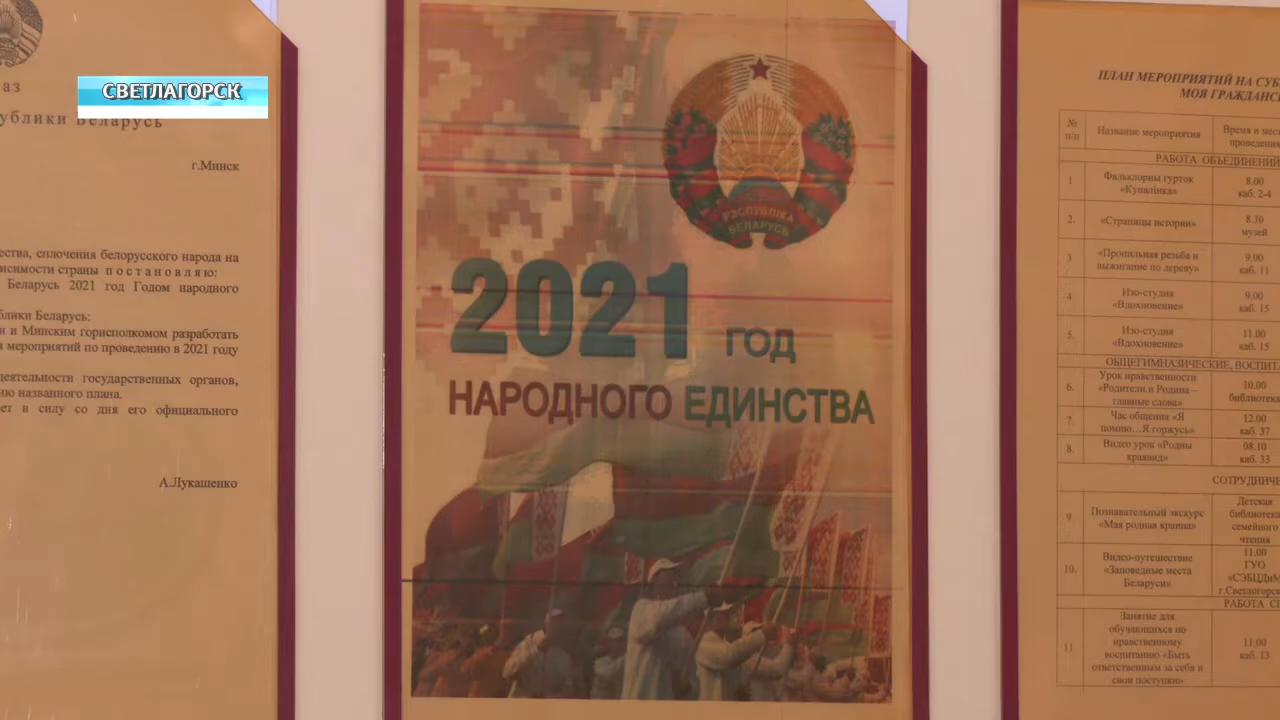 СВЕТЛАГОРСК
аз
ублики Беларусь
г.Минск
ества, сплочения белорусского народа на
висимости страны п о с т а н о в л я ю:
Беларусь 2021 год Годом народного
ублики Беларусь:
и и Минским горисполкомом разработать
н мероприятий по проведению в 2021 году
деятельности государственных органов,
ию названного плана.
ет в силу со дня его официального
А.Лукашенко
РЭСПУБЛІКА
БЕЛАРУСЬ
2021 ГОД
НАРОДНОГО ЕДИНСТВА
ПЛАН МЕРОПРИЯТИЙ НА СУБ
МОЯ ГРАЖДАНС
№ п/п Название мероприятия Время и мес
проведения
РАБОТА ОБЪЕДИНЕНИЙ
1 Фальклорны гурток «Купалінка» 8.00 каб. 2-4
2. «Страницы истории» 8.30 музей
3 «Пропильная резьба и выжигание по дереву» 9.00 каб. 11
4 Изо-студия «Вдохновение» 9.00 каб. 15
5. Изо-студия «Вдохновение» 11.00 каб. 15
ОБЩЕГИМНАЗИЧЕСКИЕ, ВОСПИТА
6. Урок нравственности «Родители и Родина – главные слова» 10.00 библиотека
7. Час общения «Я помню…Я горжусь» 12.00 каб. 37
8. Видео урок «Родны краявид» 08.10 каб. 33
СОТРУДНИЧЕ
9 Познавательный экскурс «Мая родная краина» Детская библиотека семейного чтения
10. Видео-путешествие «Заповедные места Беларуси» 11.00 ГУО «СЭБЦДиМ г.Светлогорск
РАБОТА С
11 Занятие для обучающихся по нравственному воспитанию «Быть ответственным за себя и свои поступки» 11.00 каб. 13